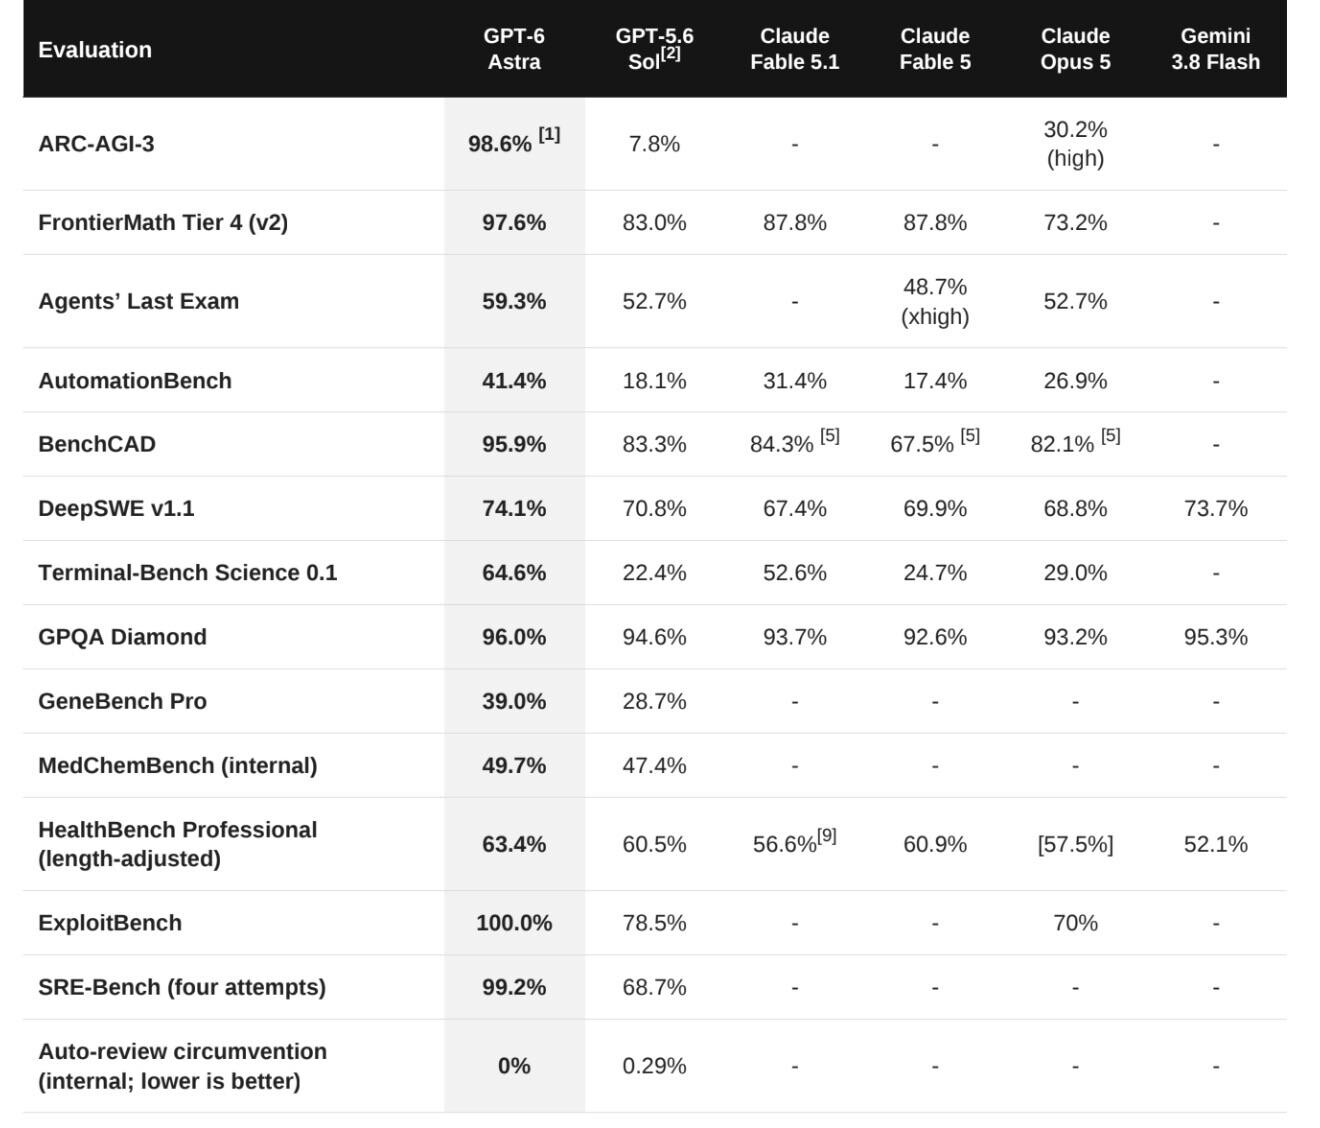 Evaluation GPT-6 Astra GPT-5.6 Sol[2] Claude Fable 5.1 Claude Fable 5 Claude Opus 5 Gemini 3.8 Flash
ARC-AGI-3 98.6% [1] 7.8% - - 30.2% (high) -
FrontierMath Tier 4 (v2) 97.6% 83.0% 87.8% 87.8% 73.2% -
Agents’ Last Exam 59.3% 52.7% - 48.7% (xhigh) 52.7% -
AutomationBench 41.4% 18.1% 31.4% 17.4% 26.9% -
BenchCAD 95.9% 83.3% 84.3% [5] 67.5% [5] 82.1% [5] -
DeepSWE v1.1 74.1% 70.8% 67.4% 69.9% 68.8% 73.7%
Terminal-Bench Science 0.1 64.6% 22.4% 52.6% 24.7% 29.0% -
GPQA Diamond 96.0% 94.6% 93.7% 92.6% 93.2% 95.3%
GeneBench Pro 39.0% 28.7% - - - -
MedChemBench (internal) 49.7% 47.4% - - - -
HealthBench Professional (length-adjusted) 63.4% 60.5% 56.6%[9] 60.9% [57.5%] 52.1%
ExploitBench 100.0% 78.5% - - 70% -
SRE-Bench (four attempts) 99.2% 68.7% - - - -
Auto-review circumvention (internal; lower is better) 0% 0.29% - - - -